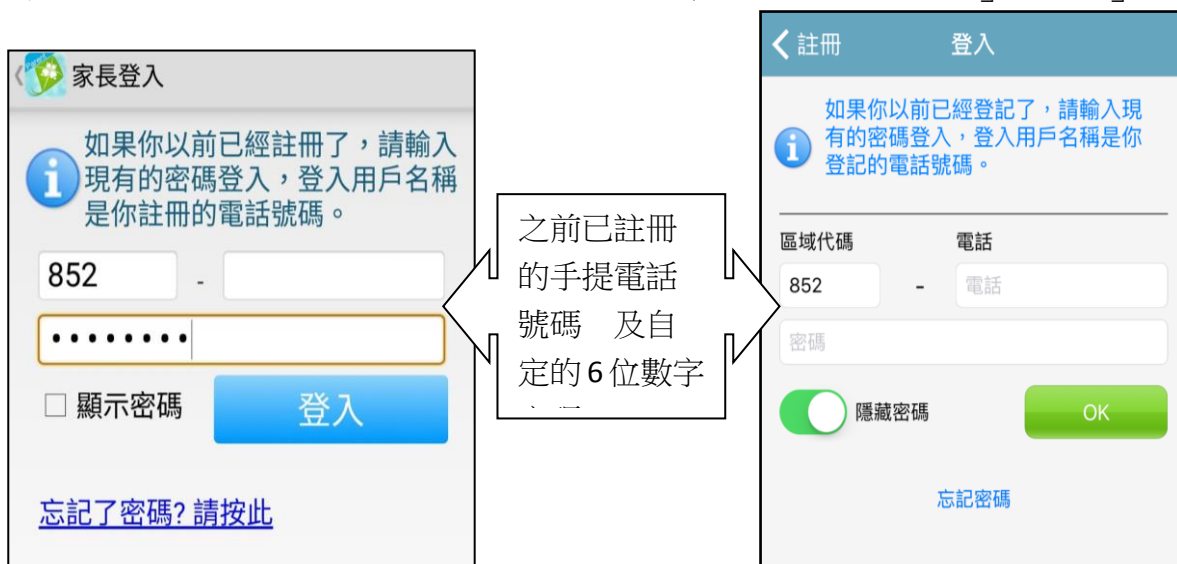 家長登入
如果你以前已經註冊了，請輸入
現有的密碼登入，登入用戶名稱
是你註冊的電話號碼。
852 -
••••••••
顯示密碼
登入
忘記了密碼? 請按此
之前已註冊
的手提電話
號碼　及自
定的 6 位數字
註冊
登入
如果你以前已經登記了，請輸入現
有的密碼登入，登入用戶名稱是你
登記的電話號碼。
區域代碼 電話
852 - 電話
密碼
隱藏密碼 OK
忘記密碼